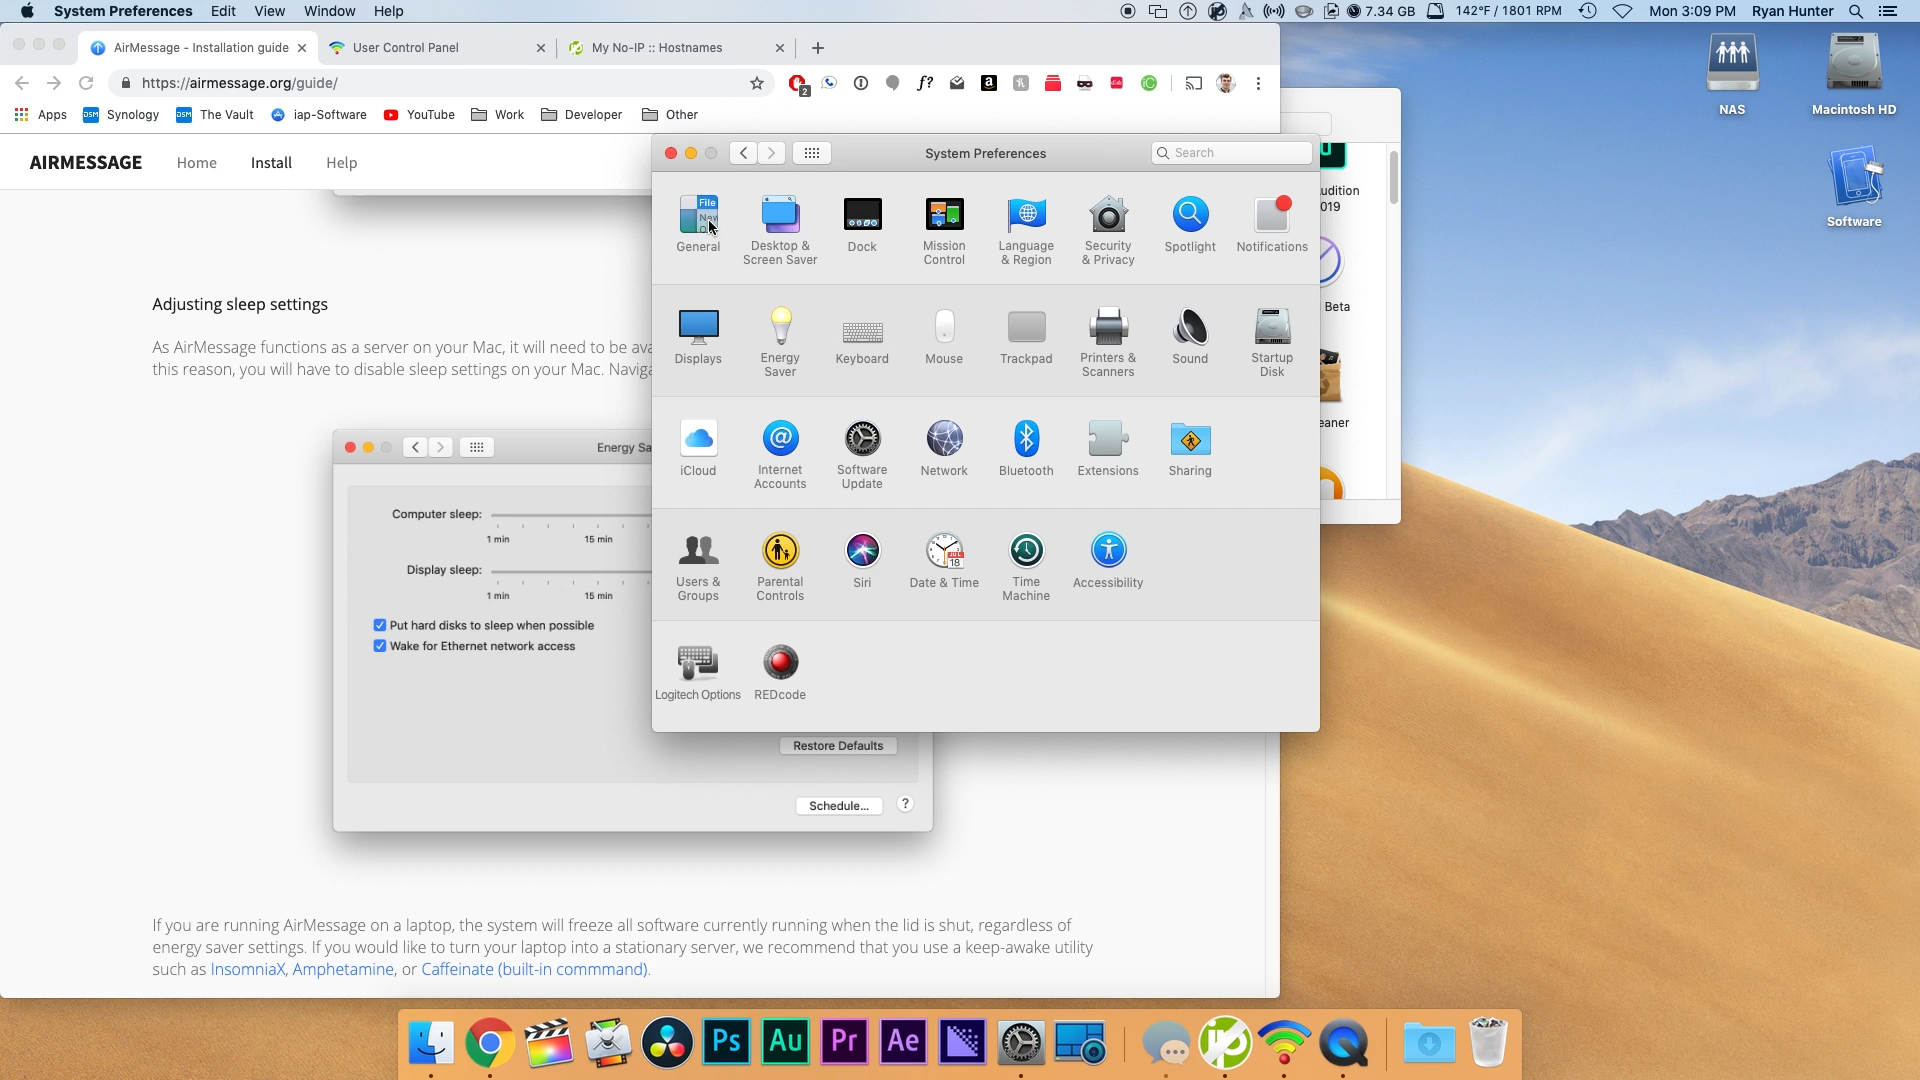 System Preferences Edit View Window Help
7.34 GB 142°F / 1801 RPM Mon 3:09 PM Ryan Hunter
AirMessage - Installation guide User Control Panel My No-IP :: Hostnames
https://airmessage.org/guide/
f?
2
Apps Synology The Vault iap-Software YouTube Work Developer Other
AIRMESSAGE Home Install Help
NAS
Macintosh HD
Software
System Preferences
Search
File
New
General
Desktop & Screen Saver
Dock
Mission Control
Language & Region
Security & Privacy
Spotlight
Notifications
Displays
Energy Saver
Keyboard
Mouse
Trackpad
Printers & Scanners
Sound
Startup Disk
iCloud
Internet Accounts
Software Update
Network
Bluetooth
Extensions
Sharing
Users & Groups
Parental Controls
Siri
JUL
18
Date & Time
Time Machine
Accessibility
Logitech Options
REDcode
udition
019
Beta
eaner
Adjusting sleep settings
As AirMessage functions as a server on your Mac, it will need to be ava
this reason, you will have to disable sleep settings on your Mac. Naviga
Energy Sa
Computer sleep:
1 min 15 min
Display sleep:
1 min 15 min
Put hard disks to sleep when possible
Wake for Ethernet network access
Restore Defaults
Schedule... ?
If you are running AirMessage on a laptop, the system will freeze all software currently running when the lid is shut, regardless of
energy saver settings. If you would like to turn your laptop into a stationary server, we recommend that you use a keep-awake utility
such as InsomniaX, Amphetamine, or Caffeinate (built-in commmand).
Ps Au Pr Ae